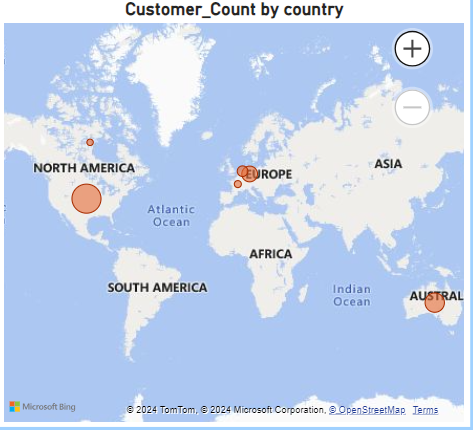 Customer_Count by country
NORTH AMERICA
EUROPE
ASIA
Atlantic
Ocean
AFRICA
SOUTH AMERICA
Indian
Ocean
AUSTRAL
Microsoft Bing
© 2024 TomTom, © 2024 Microsoft Corporation, © OpenStreetMap Terms